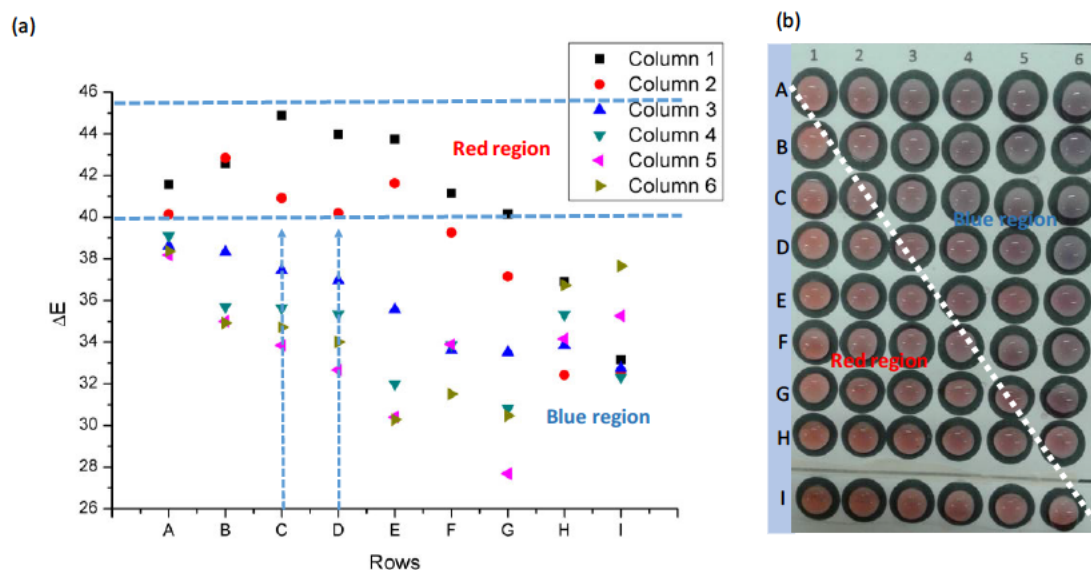 (a)
Column 1
Column 2
Column 3
Column 4
Column 5
Column 6
Red region
Blue region
ΔE
46
44
42
40
38
36
34
32
30
28
26
A B C D E F G H I
Rows
(b)
1 2 3 4 5 6
A
B
C
Blue region
D
E
F
Red region
G
H
I